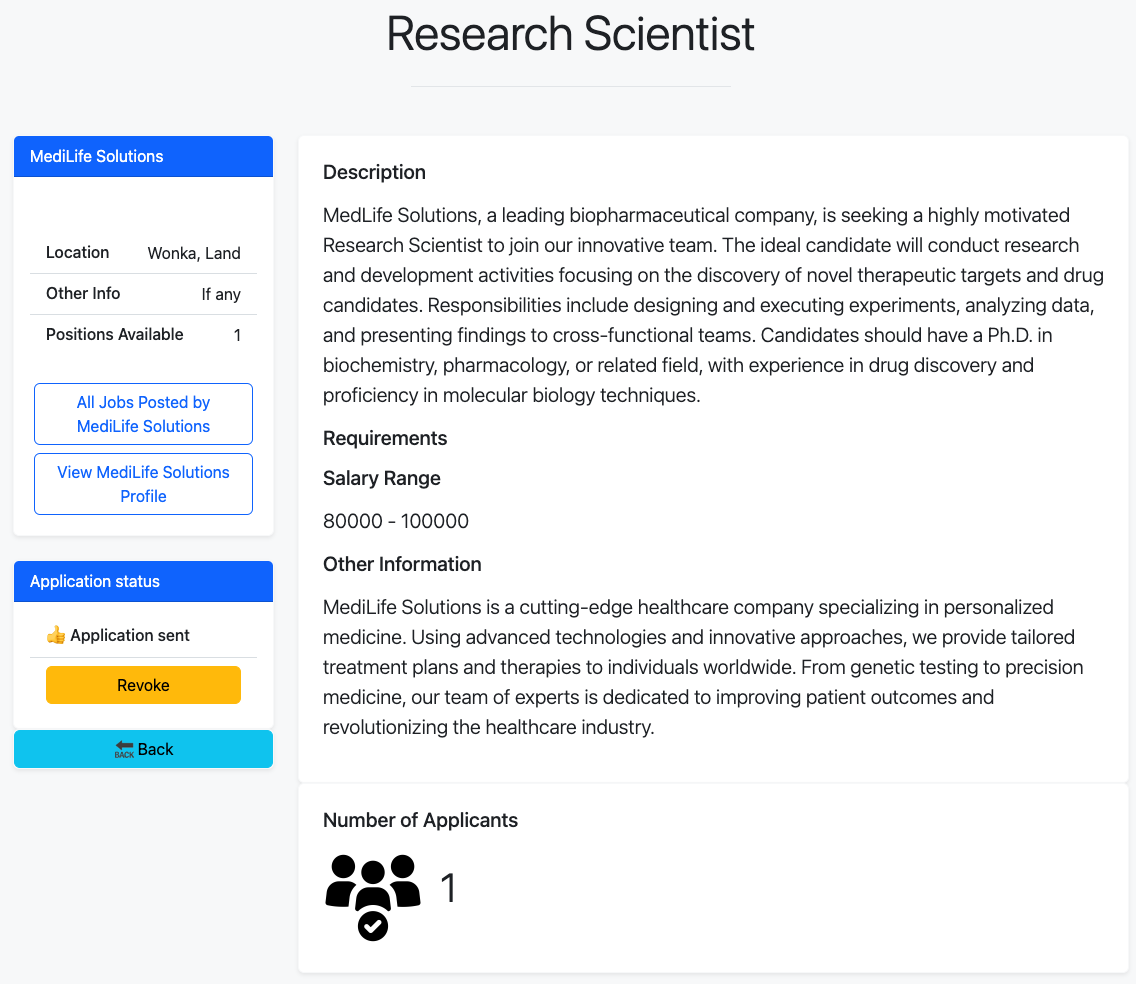 Research Scientist
MediLife Solutions
Location Wonka, Land
Other Info If any
Positions Available 1
All Jobs Posted by
MediLife Solutions
View MediLife Solutions
Profile
Application status
👍 Application sent
Revoke
🔙 Back
Description
MedLife Solutions, a leading biopharmaceutical company, is seeking a highly motivated
Research Scientist to join our innovative team. The ideal candidate will conduct research
and development activities focusing on the discovery of novel therapeutic targets and drug
candidates. Responsibilities include designing and executing experiments, analyzing data,
and presenting findings to cross-functional teams. Candidates should have a Ph.D. in
biochemistry, pharmacology, or related field, with experience in drug discovery and
proficiency in molecular biology techniques.
Requirements
Salary Range
80000 - 100000
Other Information
MediLife Solutions is a cutting-edge healthcare company specializing in personalized
medicine. Using advanced technologies and innovative approaches, we provide tailored
treatment plans and therapies to individuals worldwide. From genetic testing to precision
medicine, our team of experts is dedicated to improving patient outcomes and
revolutionizing the healthcare industry.
Number of Applicants
1